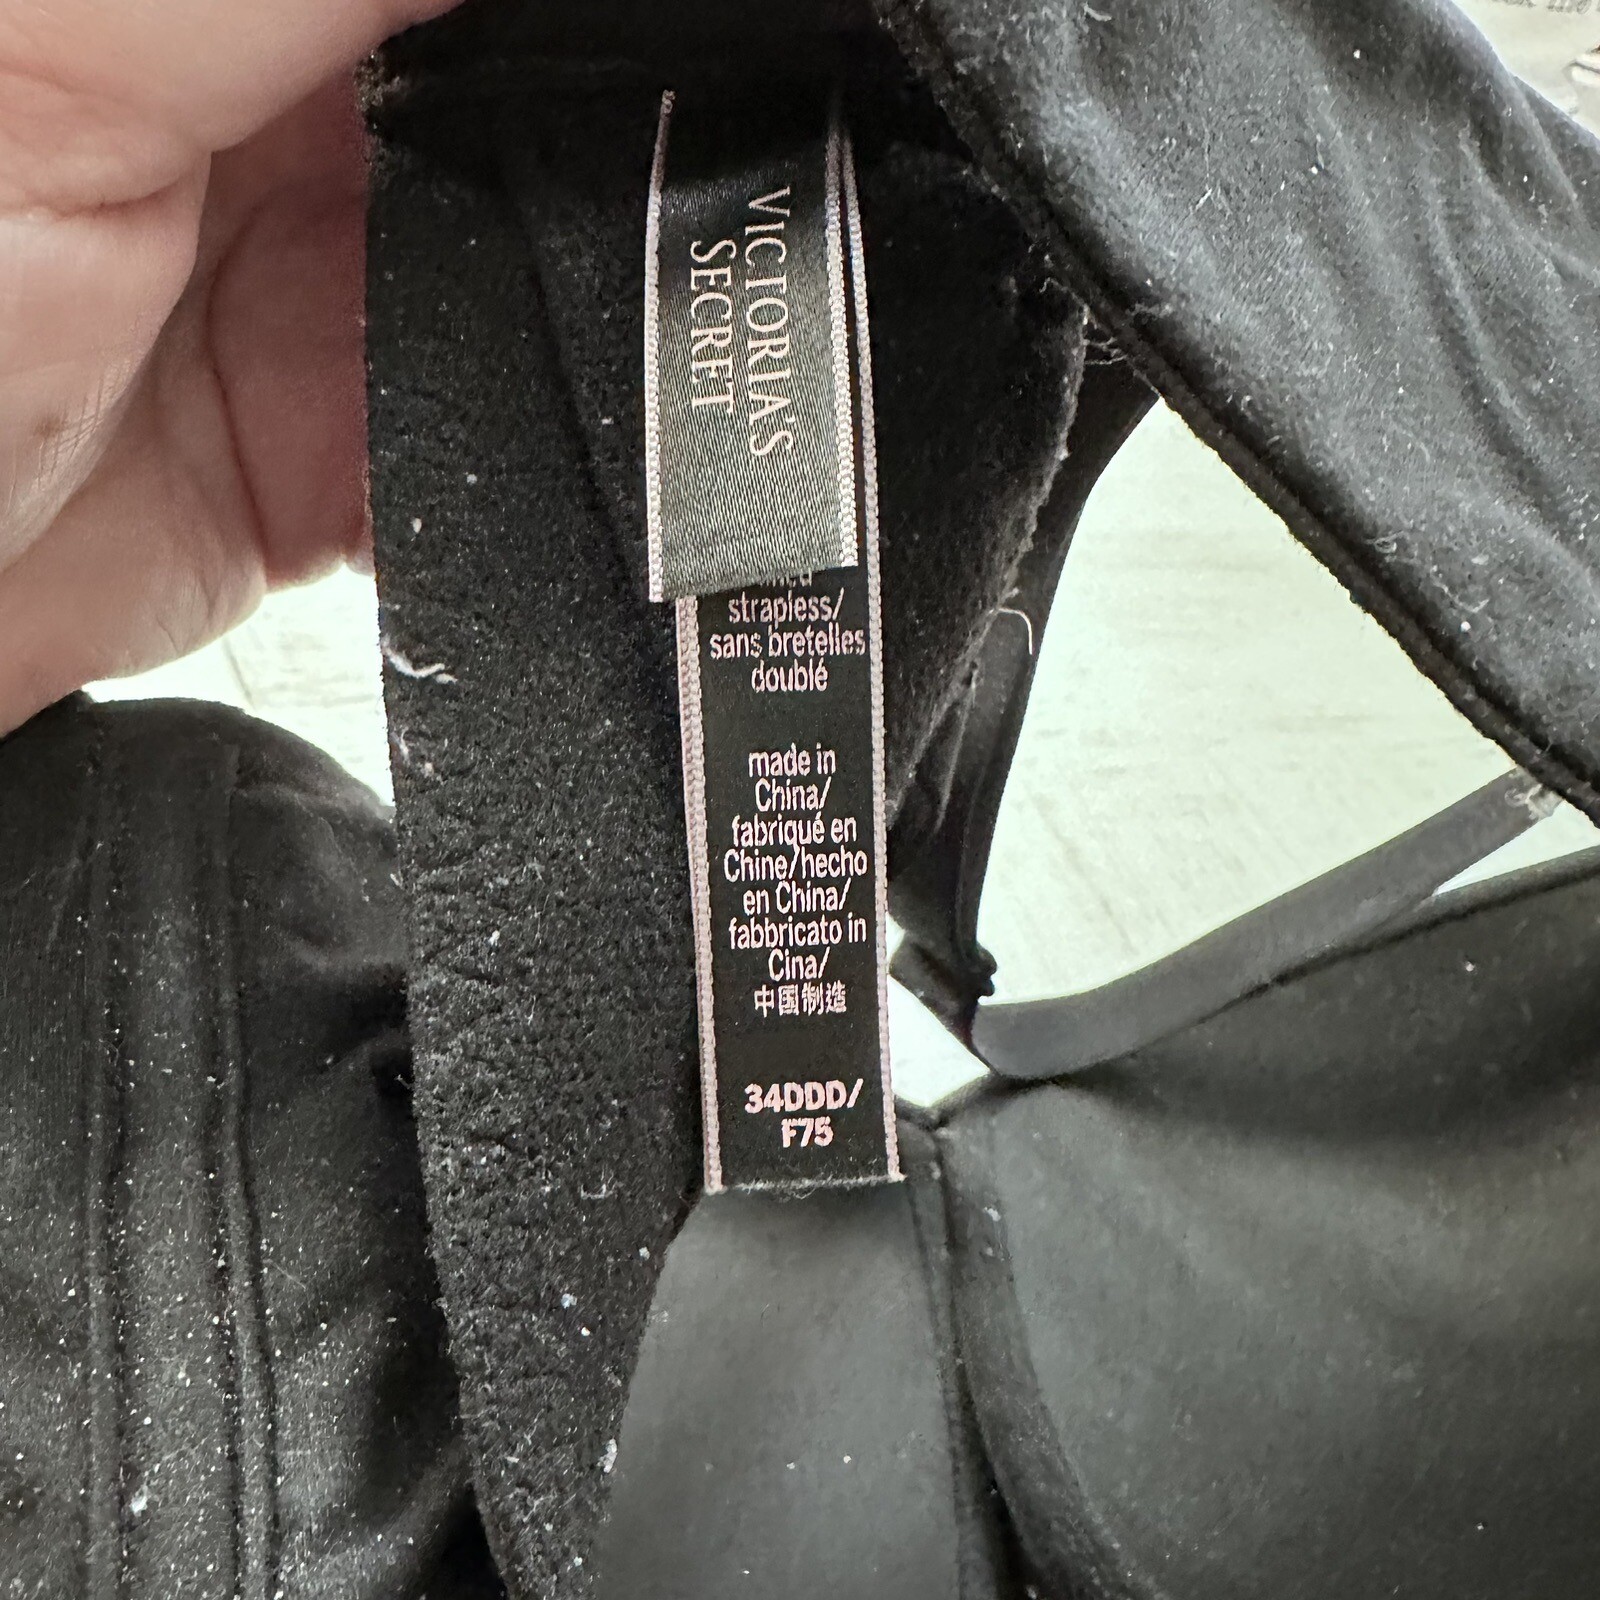 VICTORIA'S
SECRET
strapless/
sans bretelles
doublé
made in
China/
fabriqué en
Chine/hecho
en China/
fabbricato in
Cina/
中国制造
34DDD/
F75